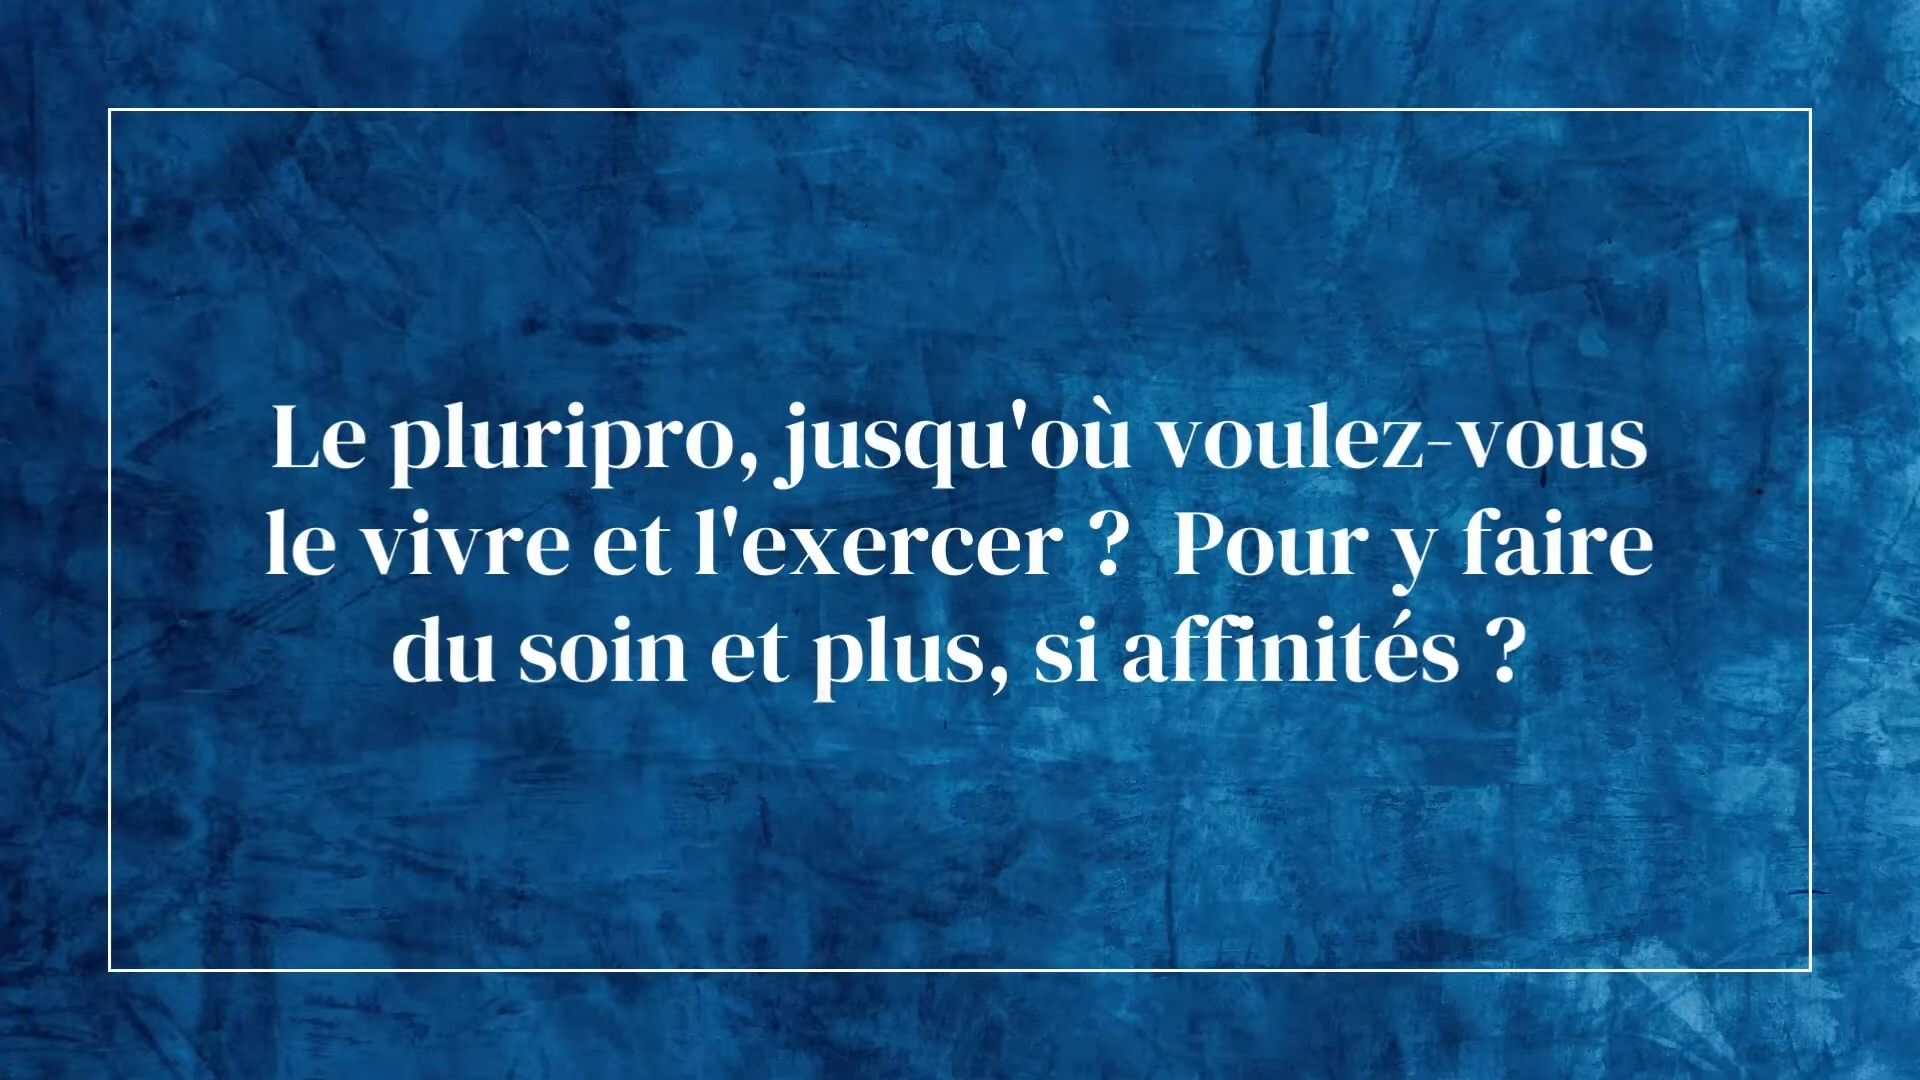 Le pluripro, jusqu'où voulez-vous
le vivre et l'exercer ?  Pour y faire
du soin et plus, si affinités ?